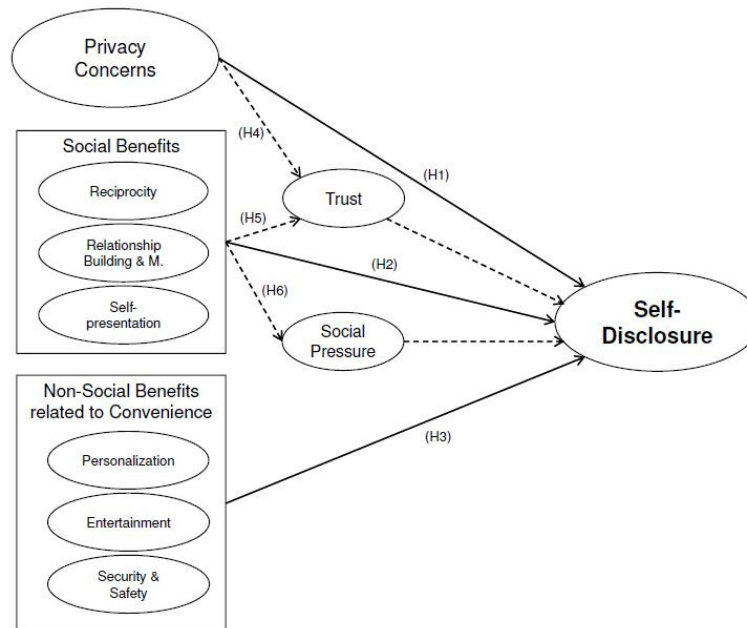 Privacy
Concerns
Social Benefits
(H4)
Reciprocity
(H1)
Trust
(H5)
Relationship
Building & M.
(H2)
Self-
presentation
(H6)
Social
Pressure
Self-
Disclosure
Non-Social Benefits
related to Convenience
(H3)
Personalization
Entertainment
Security &
Safety